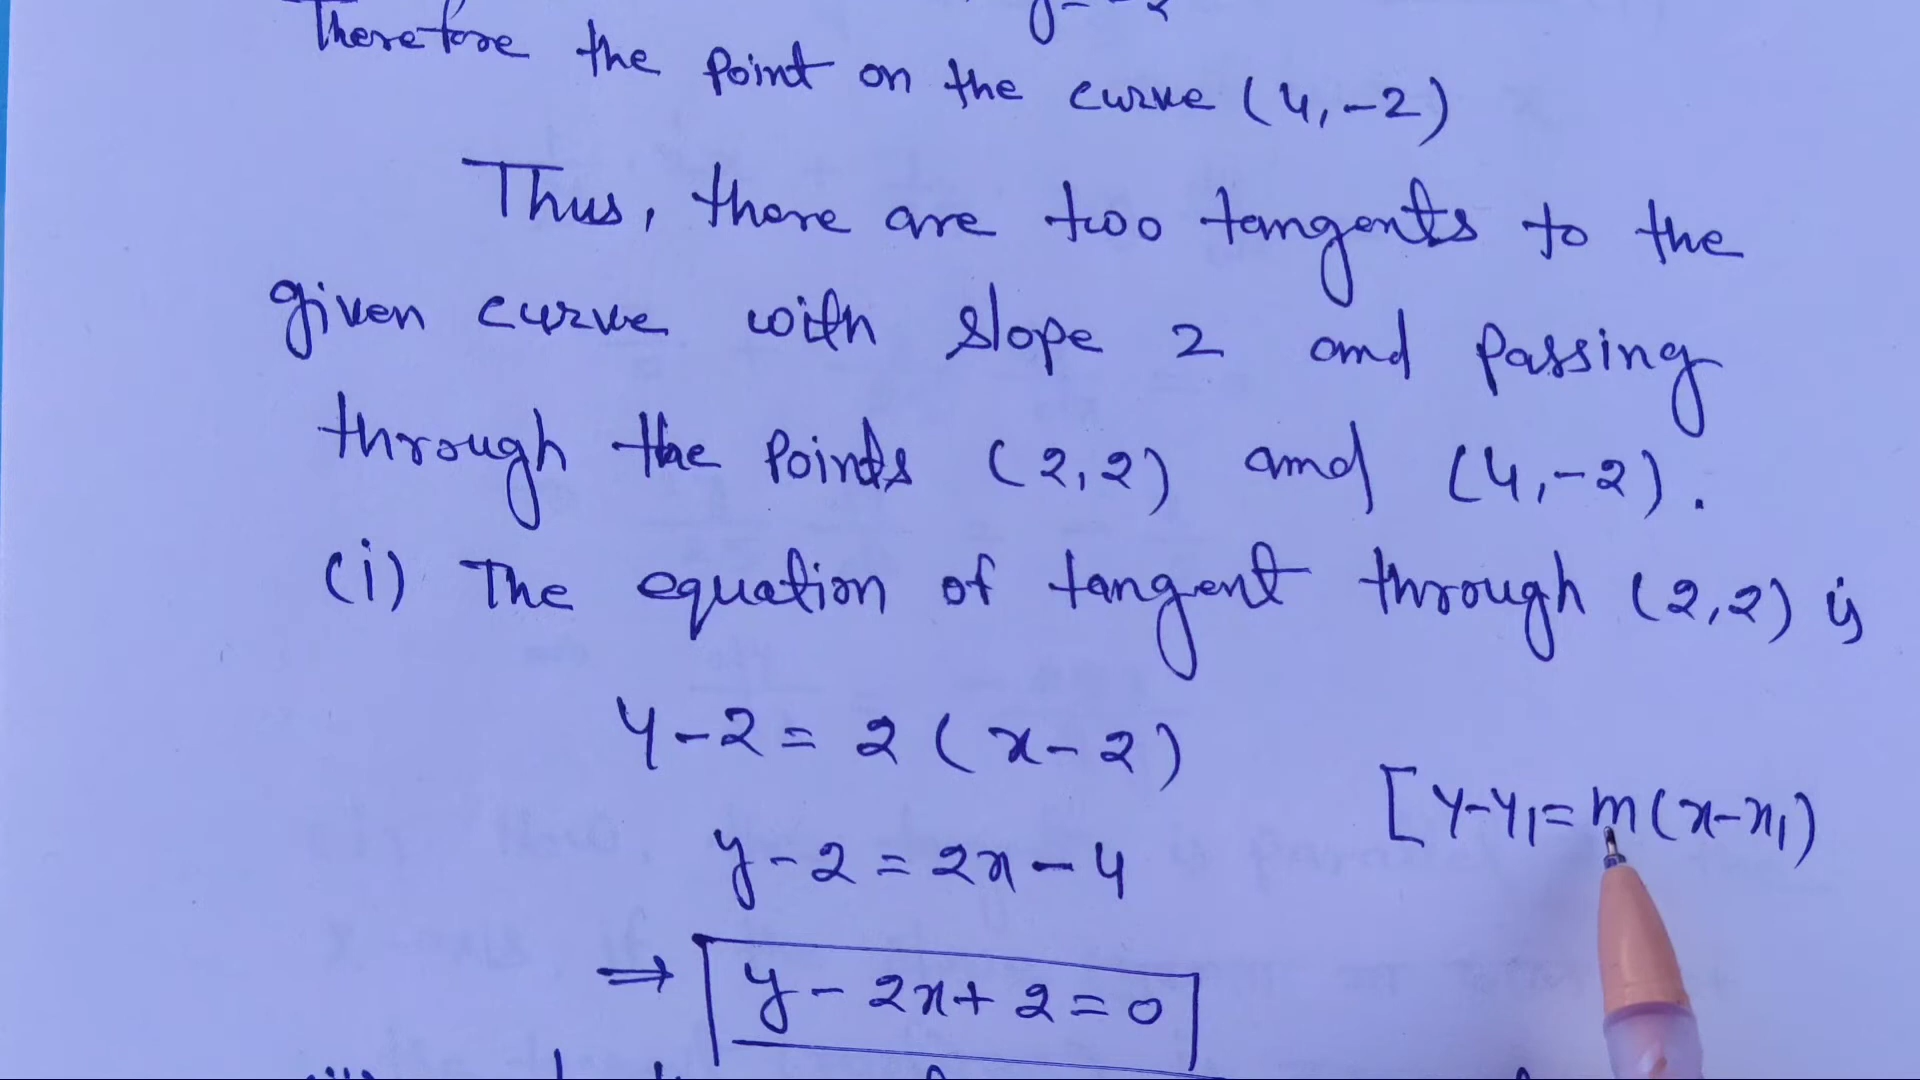 y=-2
Therefore the point on the curve (4,-2)
Thus, there are two tangents to the
given curve with slope 2 and passing
through the points (2,2) and (4,-2).
(i) The equation of tangent through (2,2) is
y-2=2(x-2)
[y-y₁=m(x-x₁)
y-2=2x-4
⇒ y-2x+2=0